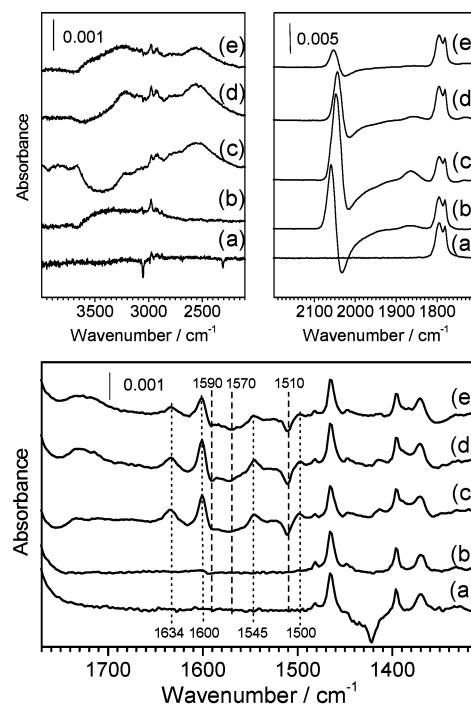 0.001
(e)
(d)
(c)
(b)
(a)
Absorbance
3500 3000 2500
Wavenumber / cm-1
0.005
(e
(d
(c
(b
(a
2100 2000 1900 1800
Wavenumber / cm-1
0.001
1590 1570 1510
(e
(d
(c
(b
(a
Absorbance
1634 1600 1545 1500
1700 1600 1500 1400
Wavenumber / cm-1